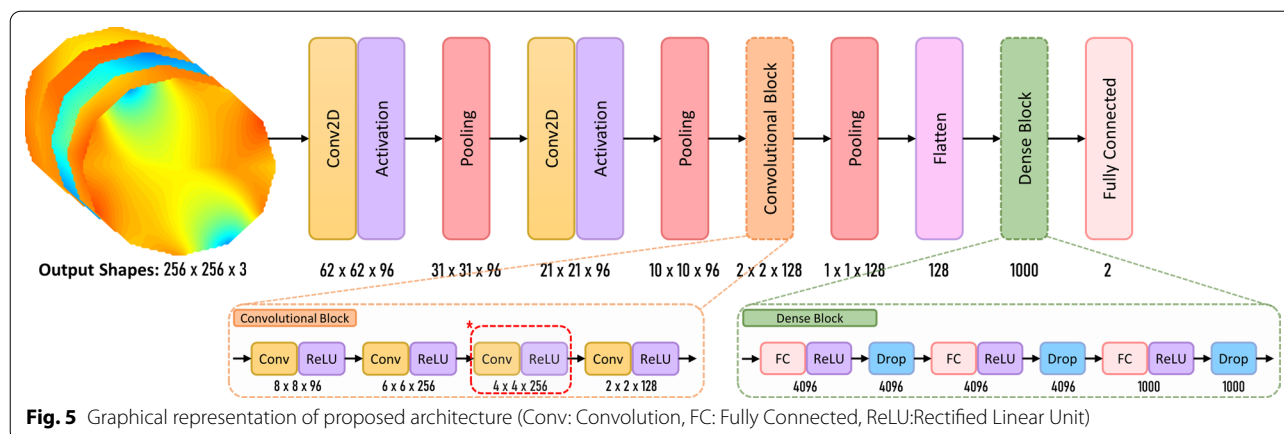 Conv2D
Activation
Pooling
Conv2D
Activation
Pooling
Convolutional Block
Pooling
Flatten
Dense Block
Fully Connected
Output Shapes: 256 x 256 x 3 62 x 62 x 96 31 x 31 x 96 21 x 21 x 96 10 x 10 x 96 2 x 2 x 128 1 x 1 x 128 128 1000 2
Convolutional Block
*
Conv ReLU Conv ReLU Conv ReLU Conv ReLU
8 x 8 x 96 6 x 6 x 256 4 x 4 x 256 2 x 2 x 128
Dense Block
FC ReLU Drop FC ReLU Drop FC ReLU Drop
4096 4096 4096 4096 1000 1000
Fig. 5 Graphical representation of proposed architecture (Conv: Convolution, FC: Fully Connected, ReLU:Rectified Linear Unit)